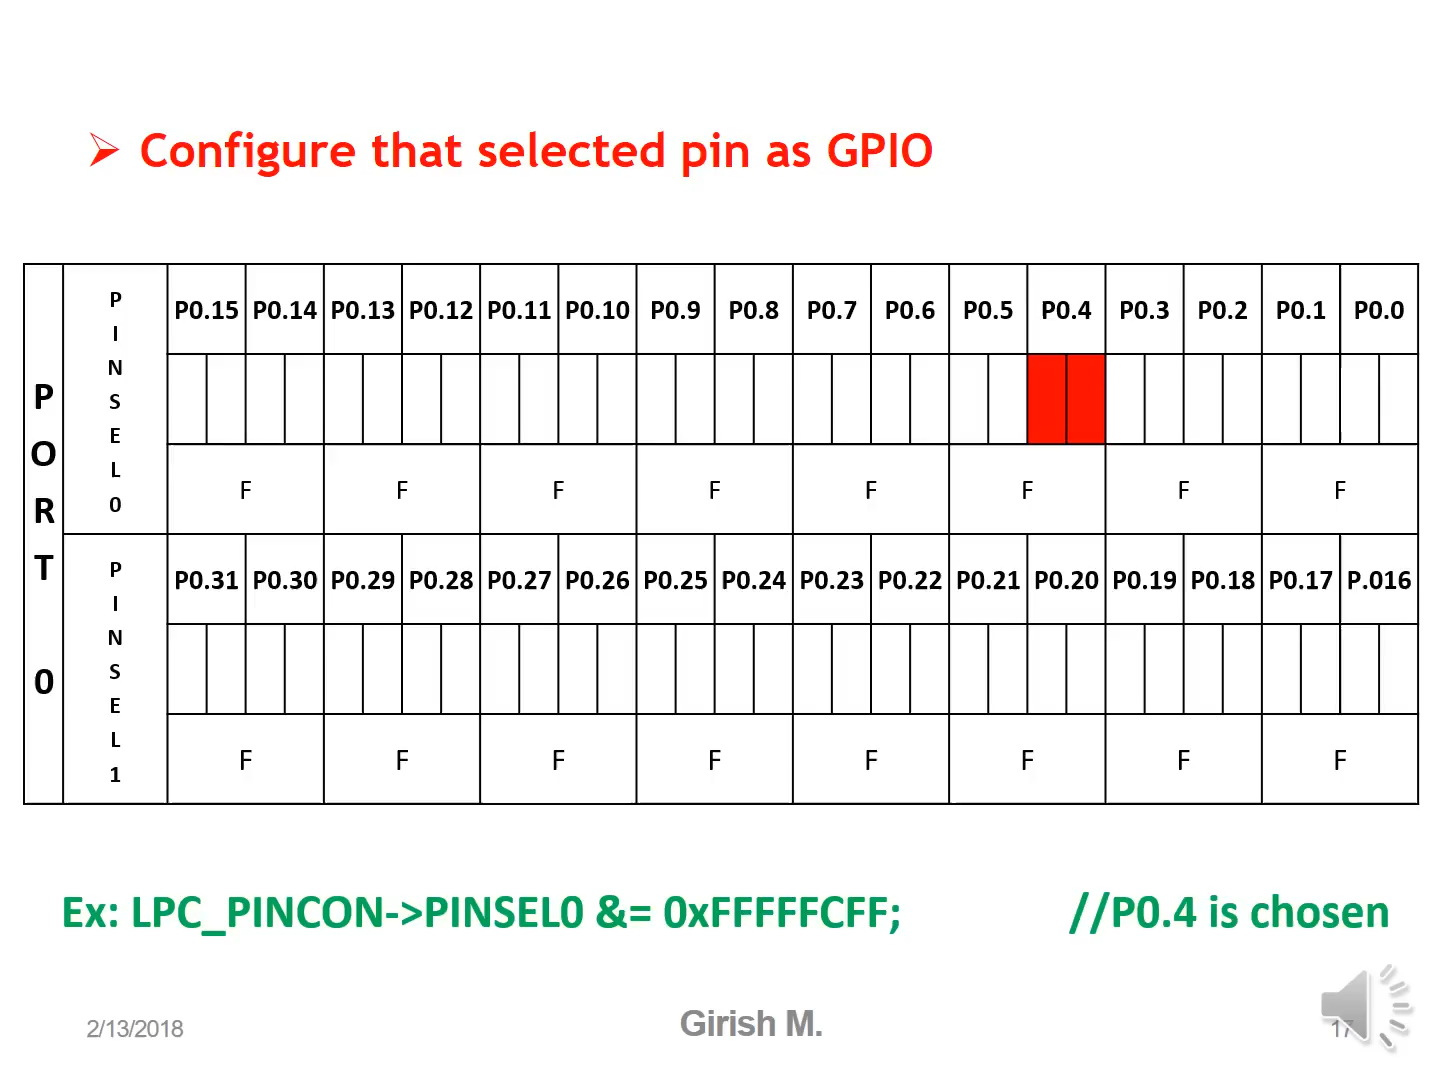 ➢ Configure that selected pin as GPIO
PORT 0
PINSEL0
P0.15 P0.14 P0.13 P0.12 P0.11 P0.10 P0.9 P0.8 P0.7 P0.6 P0.5 P0.4 P0.3 P0.2 P0.1 P0.0
F F F F F F F F
PINSEL1
P0.31 P0.30 P0.29 P0.28 P0.27 P0.26 P0.25 P0.24 P0.23 P0.22 P0.21 P0.20 P0.19 P0.18 P0.17 P.016
F F F F F F F F
Ex: LPC_PINCON->PINSEL0 &= 0xFFFFFCFF; //P0.4 is chosen
2/13/2018 Girish M. 17